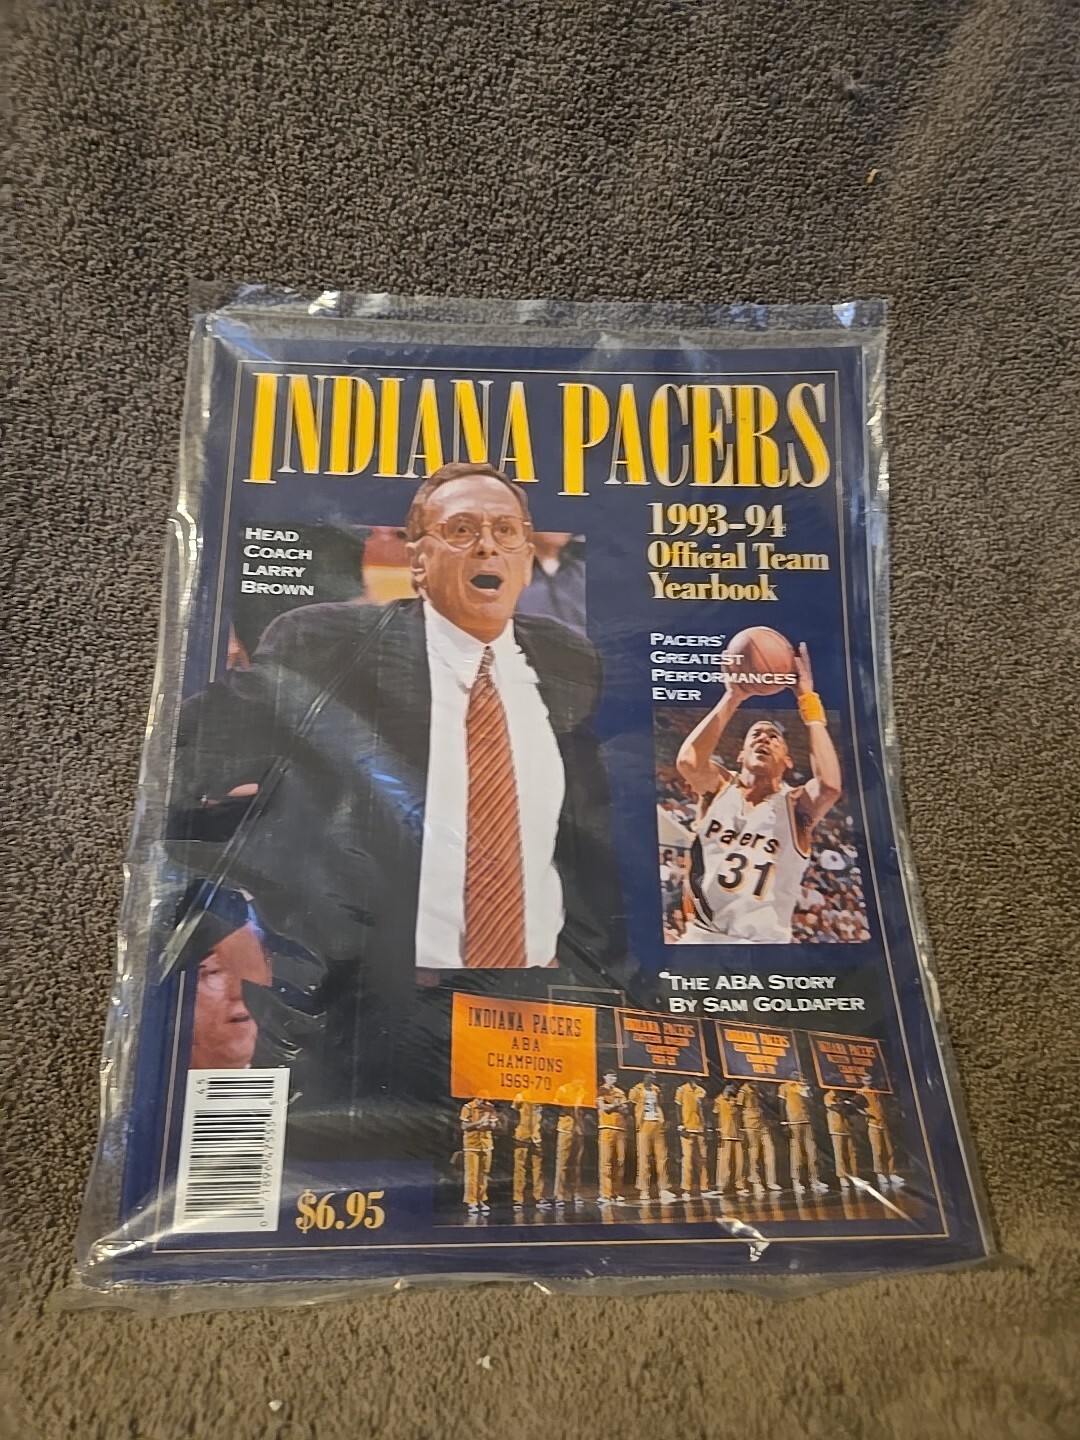 INDIANA PACERS
1993-94
Official Team
Yearbook
HEAD
COACH
LARRY
BROWN
PACERS'
GREATEST
PERFORMANCES
EVER
Pacers
31
THE ABA STORY
BY SAM GOLDAPER
INDIANA PACERS
ABA
CHAMPIONS
1969-70
INDIANA PACERS
INDIANA PACERS
INDIANA PACERS
$6.95